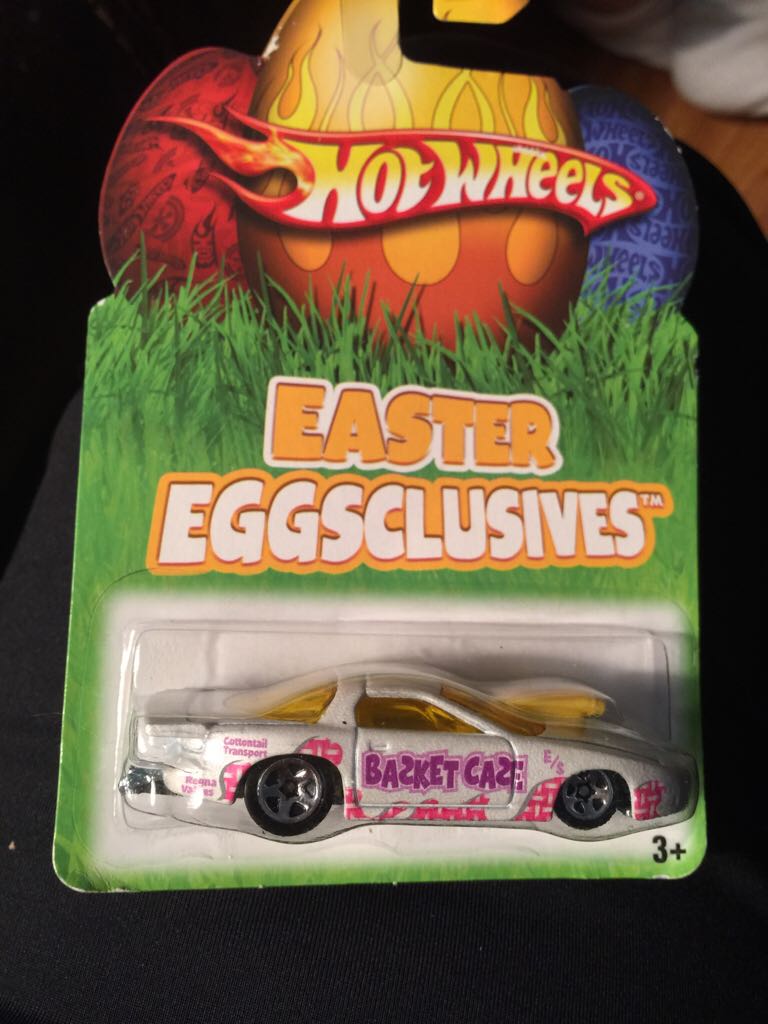 HOT WHEELS®
EASTER
EGGSCLUSIVES™
Cottontail
Transport
BASKET CASE
E/S
3+